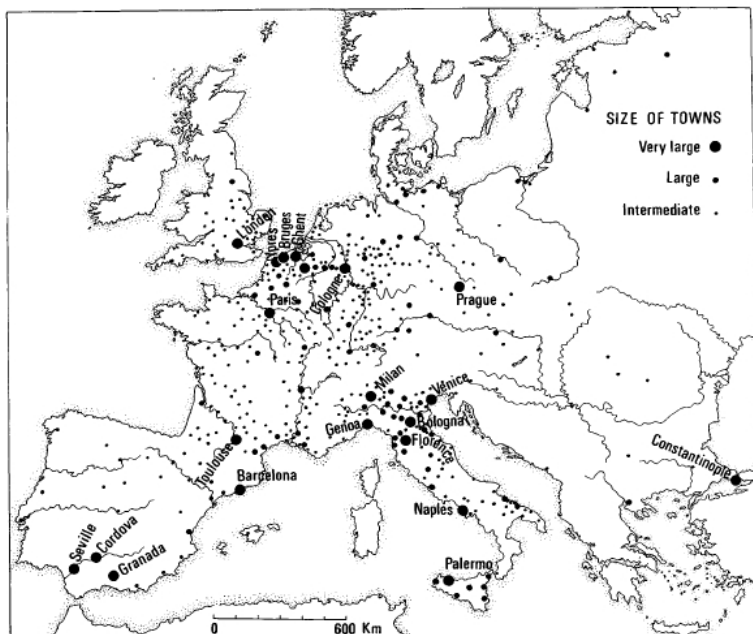 SIZE OF TOWNS
Very large
Large
Intermediate
London
Ypres
Bruges
Ghent
Cologne
Paris
Prague
Milan
Venice
Genoa
Bologna
Florence
Toulouse
Barcelona
Constantinople
Naples
Seville
Cordova
Granada
Palermo
0 600 Km